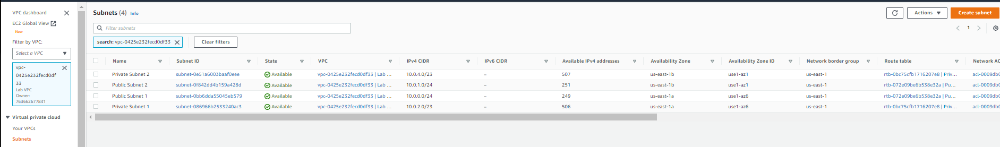 VPC dashboard
EC2 Global View
New
Filter by VPC:
Select a VPC
vpc-
0425e232fecd0df
33
Lab VPC
Owner:
763662677841
Virtual private cloud
Your VPCs
Subnets
Subnets (4) Info
Actions
Create subnet
Filter subnets
1
search: vpc-0425e232fecd0df33
Clear filters
Name Subnet ID State VPC IPv4 CIDR IPv6 CIDR Available IPv4 addresses Availability Zone Availability Zone ID Network border group Route table Network AC
Private Subnet 2 subnet-0e51a6003baaf0eee Available vpc-0425e232fecd0df33 | Lab ... 10.0.4.0/23 – 507 us-east-1b use1-az1 us-east-1 rtb-0bc75cfb1716207e8 | Priv... acl-0009db0
Public Subnet 2 subnet-0f842dd4b159a428d Available vpc-0425e232fecd0df33 | Lab ... 10.0.1.0/24 – 251 us-east-1b use1-az1 us-east-1 rtb-072e09be6b538e32a | Pu... acl-0009db0
Public Subnet 1 subnet-0bb6dda55045eb579 Available vpc-0425e232fecd0df33 | Lab ... 10.0.0.0/24 – 249 us-east-1a use1-az6 us-east-1 rtb-072e09be6b538e32a | Pu... acl-0009db0
Private Subnet 1 subnet-086966b2533240ac3 Available vpc-0425e232fecd0df33 | Lab ... 10.0.2.0/23 – 506 us-east-1a use1-az6 us-east-1 rtb-0bc75cfb1716207e8 | Priv... acl-0009db0